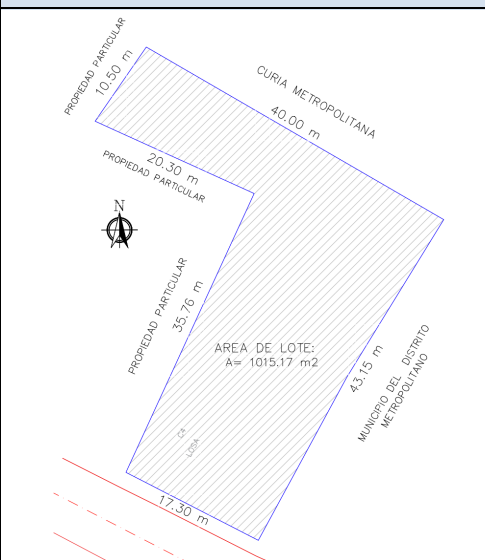 PROPIEDAD PARTICULAR
10.50 m
CURIA METROPOLITANA
40.00 m
20.30 m
PROPIEDAD PARTICULAR
N
PROPIEDAD PARTICULAR
35.76 m
AREA DE LOTE:
A= 1015.17 m2
43.15 m
MUNICIPIO DEL DISTRITO
METROPOLITANO
C4
LOSA
17.30 m